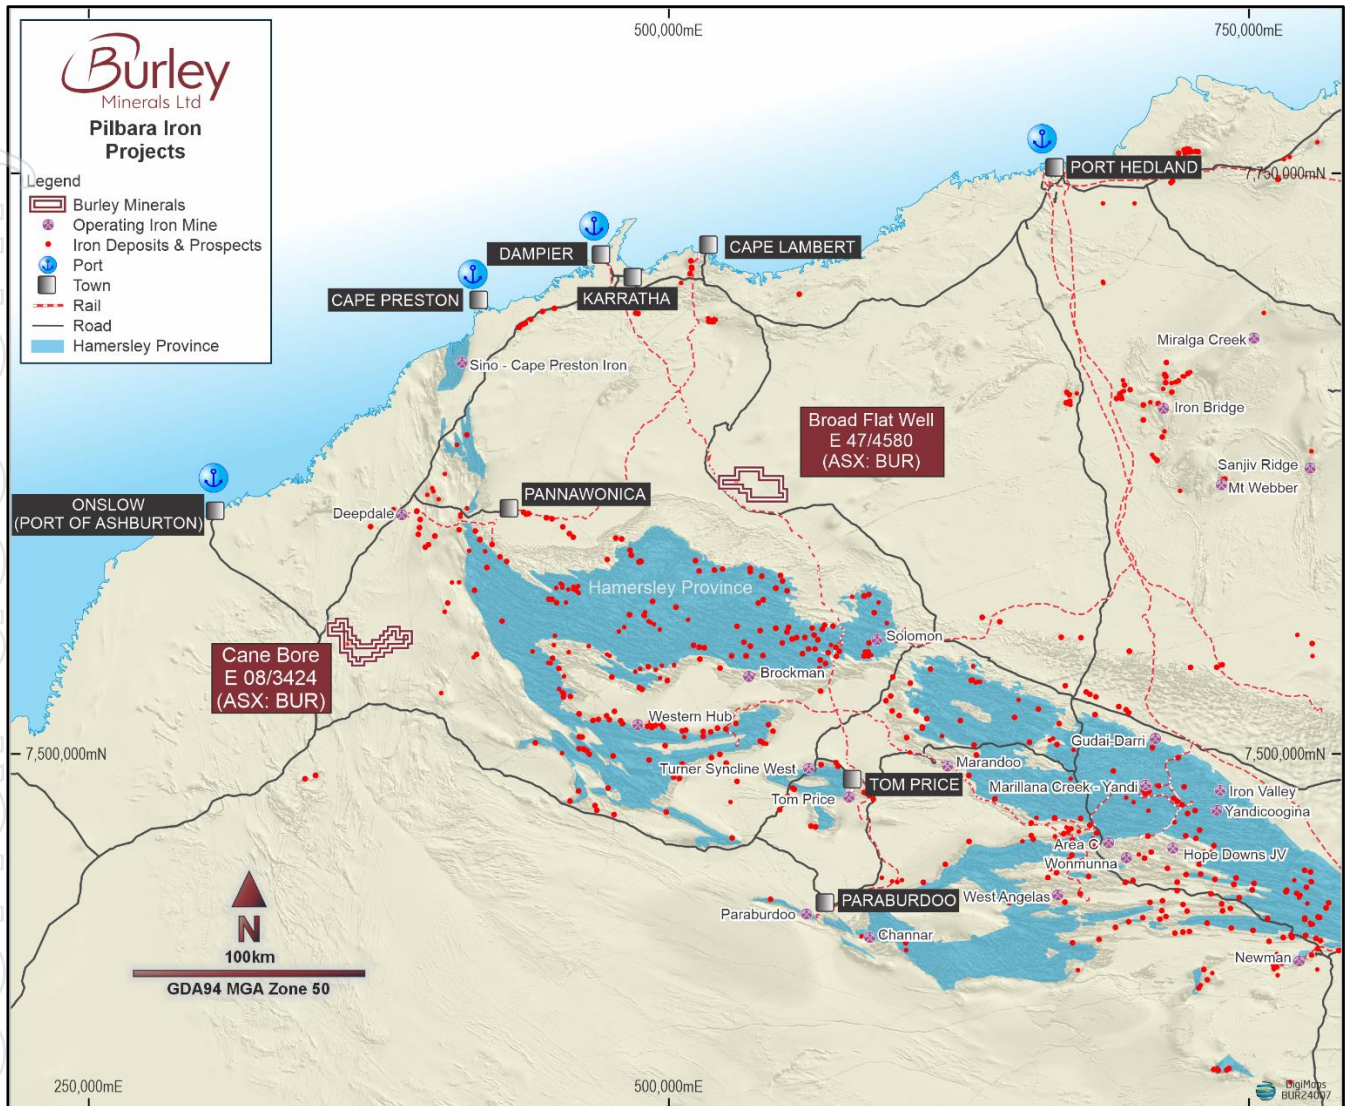 500,000mE
750,000mE
Burley
Minerals Ltd
Pilbara Iron
Projects
Legend
Burley Minerals
Operating Iron Mine
Iron Deposits & Prospects
Port
Town
Rail
Road
Hamersley Province
PORT HEDLAND
7,750,000mN
DAMPIER
CAPE LAMBERT
CAPE PRESTON
KARRATHA
Miralga Creek
Sino - Cape Preston Iron
Iron Bridge
Broad Flat Well
E 47/4580
(ASX: BUR)
Sanjiv Ridge
Mt Webber
ONSLOW
(PORT OF ASHBURTON)
PANNAWONICA
Deepdale
Hamersley Province
Solomon
Cane Bore
E 08/3424
(ASX: BUR)
Brockman
Western Hub
Gudai-Darri
7,500,000mN
7,500,000mN
Turner Syncline West
Marandoo
TOM PRICE
Tom Price
Marillana Creek - Yandi
Iron Valley
Yandicoogina
Area C
Hope Downs JV
Wonmunna
West Angelas
PARABURDOO
Paraburdoo
Channar
Newman
N
100km
GDA94 MGA Zone 50
250,000mE
500,000mE
DigiMaps
BUR24007